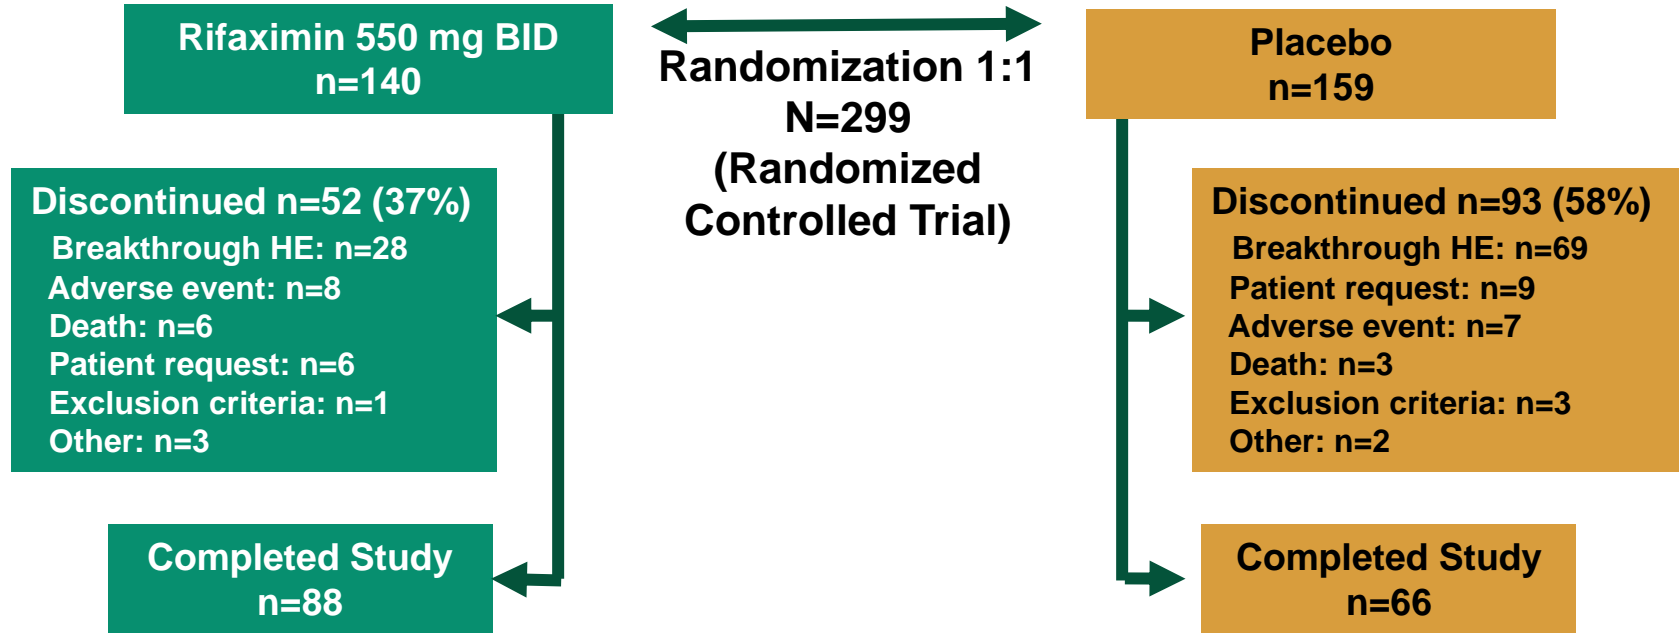 Rifaximin 550 mg BID
n=140
Randomization 1:1
N=299
(Randomized
Controlled Trial)
Placebo
n=159
Discontinued n=52 (37%)
Breakthrough HE: n=28
Adverse event: n=8
Death: n=6
Patient request: n=6
Exclusion criteria: n=1
Other: n=3
Discontinued n=93 (58%)
Breakthrough HE: n=69
Patient request: n=9
Adverse event: n=7
Death: n=3
Exclusion criteria: n=3
Other: n=2
Completed Study
n=88
Completed Study
n=66